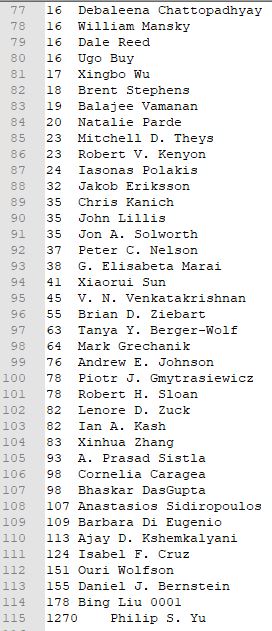 77 16 Debaleena Chattopadhyay
78 16 William Mansky
79 16 Dale Reed
80 16 Ugo Buy
81 17 Xingbo Wu
82 18 Brent Stephens
83 19 Balajee Vamanan
84 20 Natalie Parde
85 23 Mitchell D. Theys
86 23 Robert V. Kenyon
87 24 Iasonas Polakis
88 32 Jakob Eriksson
89 35 Chris Kanich
90 35 John Lillis
91 35 Jon A. Solworth
92 37 Peter C. Nelson
93 38 G. Elisabeta Marai
94 41 Xiaorui Sun
95 45 V. N. Venkatakrishnan
96 55 Brian D. Ziebart
97 63 Tanya Y. Berger-Wolf
98 64 Mark Grechanik
99 76 Andrew E. Johnson
100 78 Piotr J. Gmytrasiewicz
101 78 Robert H. Sloan
102 82 Lenore D. Zuck
103 82 Ian A. Kash
104 83 Xinhua Zhang
105 93 A. Prasad Sistla
106 98 Cornelia Caragea
107 98 Bhaskar DasGupta
108 107 Anastasios Sidiropoulos
109 109 Barbara Di Eugenio
110 113 Ajay D. Kshemkalyani
111 124 Isabel F. Cruz
112 151 Ouri Wolfson
113 155 Daniel J. Bernstein
114 178 Bing Liu 0001
115 1270 Philip S. Yu